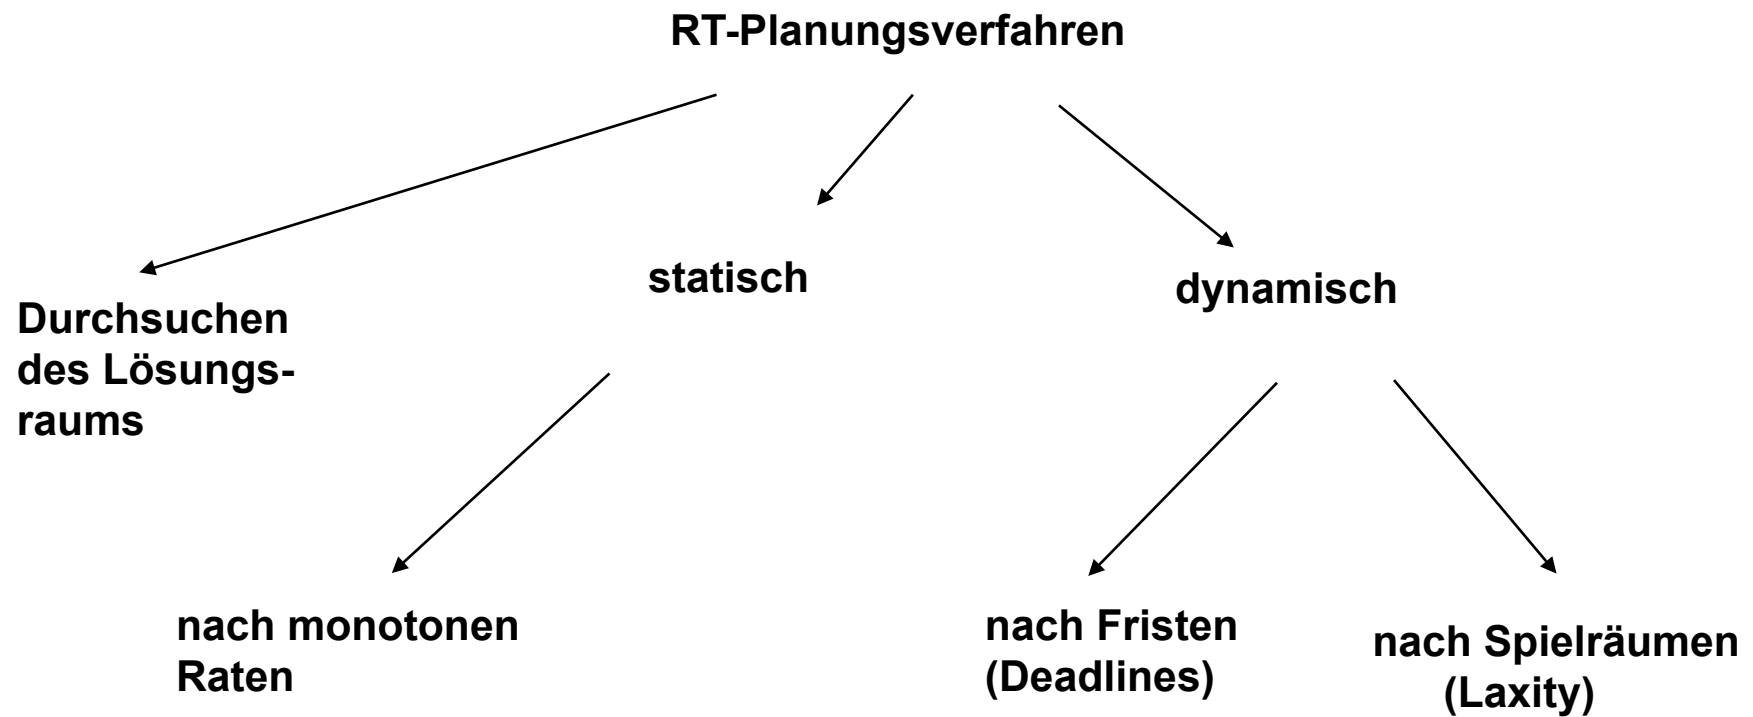 RT-Planungsverfahren
statisch
dynamisch
Durchsuchen
des Lösungs-
raums
nach monotonen
Raten
nach Fristen
(Deadlines)
nach Spielräumen
(Laxity)